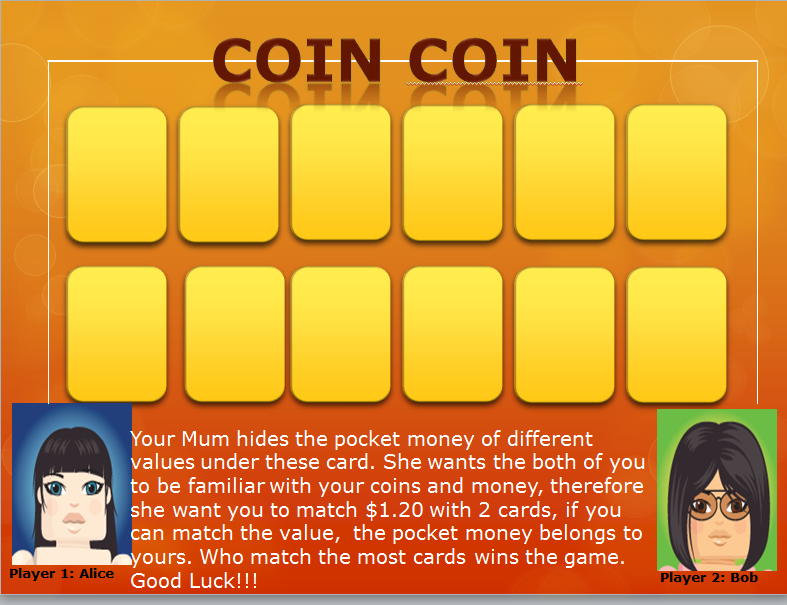 COIN COIN
Your Mum hides the pocket money of different
values under these card. She wants the both of you
to be familiar with your coins and money, therefore
she want you to match $1.20 with 2 cards, if you
can match the value,  the pocket money belongs to
yours. Who match the most cards wins the game.
Good Luck!!!
Player 1: Alice
Player 2: Bob